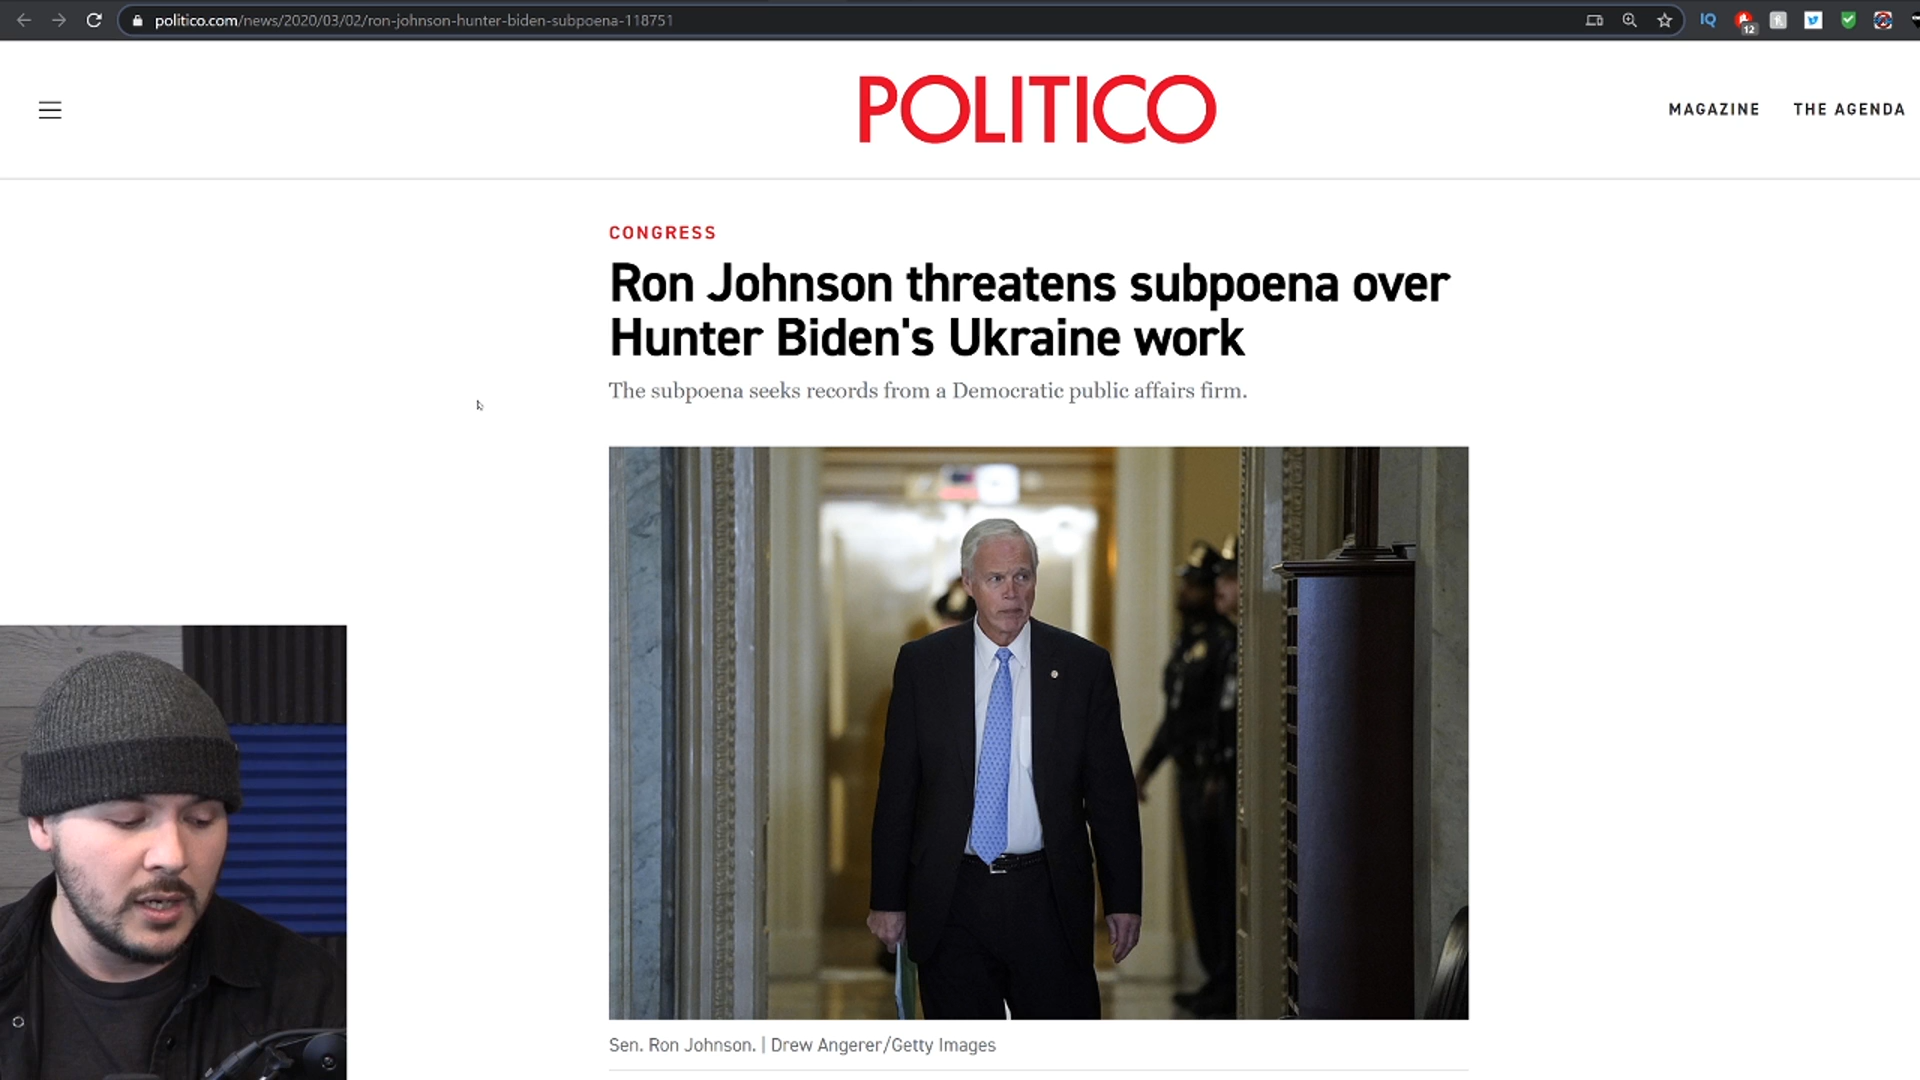 politico.com/news/2020/03/02/ron-johnson-hunter-biden-subpoena-118751
IQ
12
POLITICO
MAGAZINE THE AGENDA
CONGRESS
Ron Johnson threatens subpoena over
Hunter Biden's Ukraine work
The subpoena seeks records from a Democratic public affairs firm.
Sen. Ron Johnson. | Drew Angerer/Getty Images